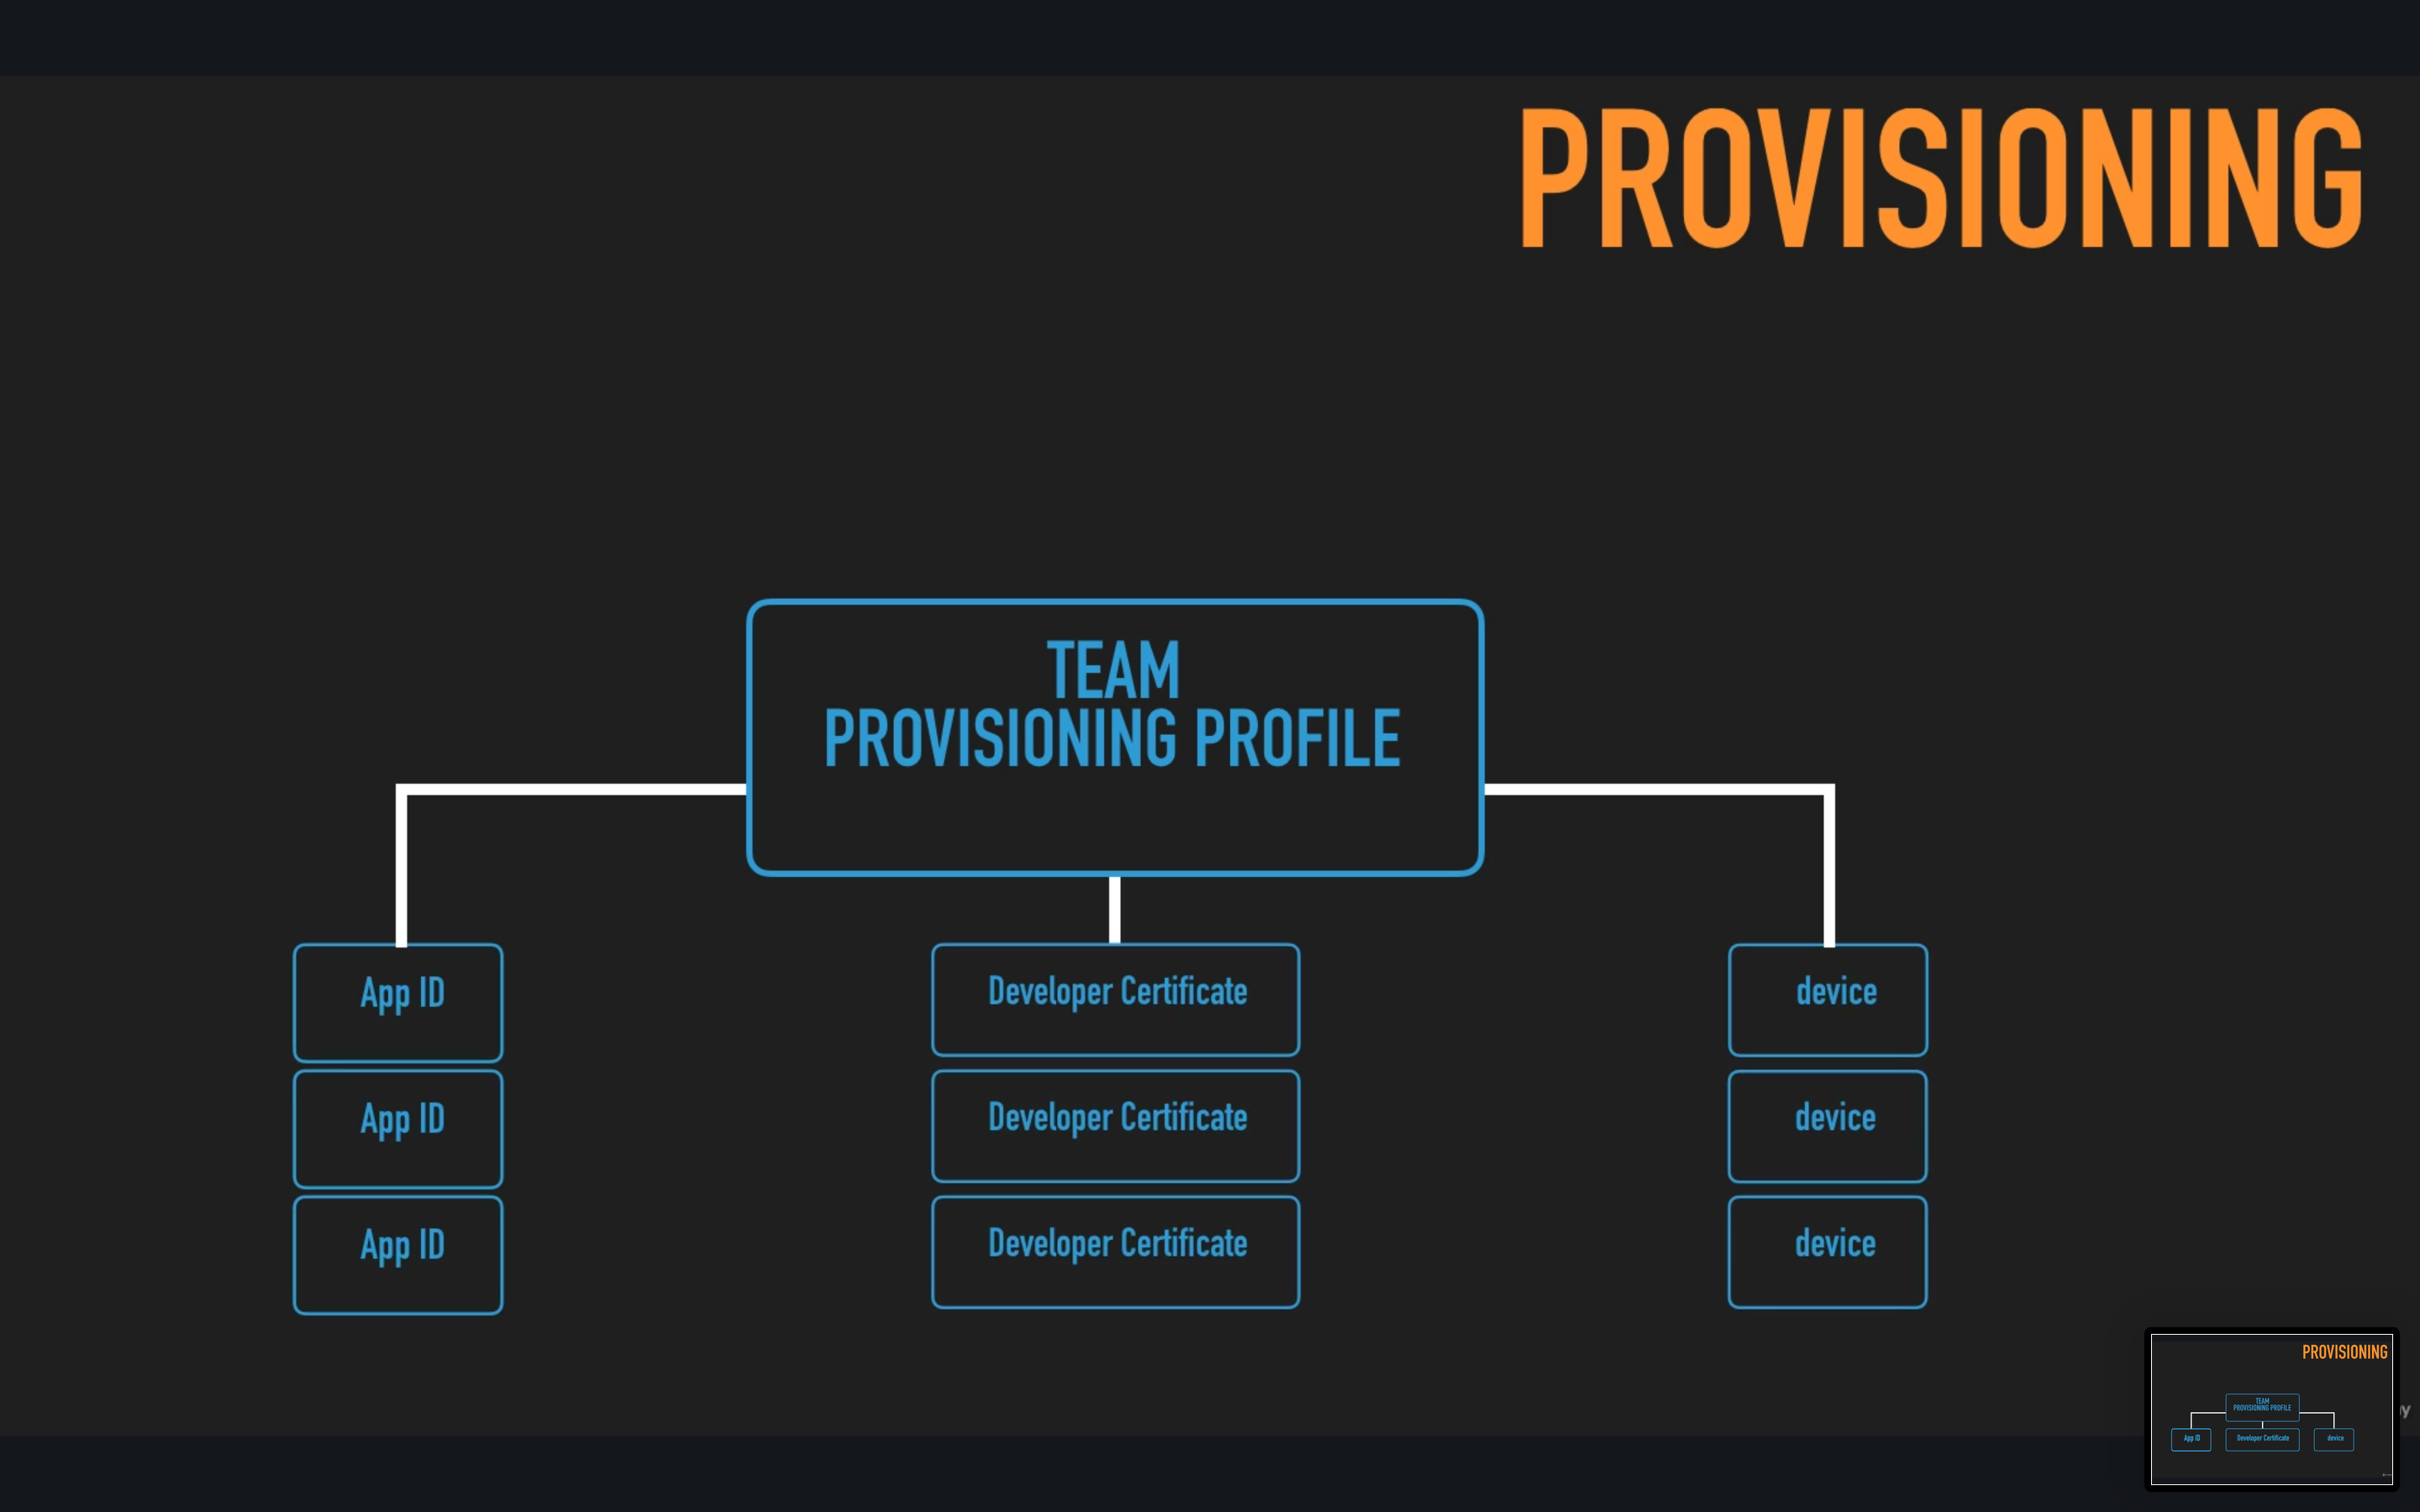 PROVISIONING
TEAM
PROVISIONING PROFILE
App ID
Developer Certificate
device
App ID
Developer Certificate
device
App ID
Developer Certificate
device
PROVISIONING
TEAM
PROVISIONING PROFILE
App ID
Developer Certificate
device